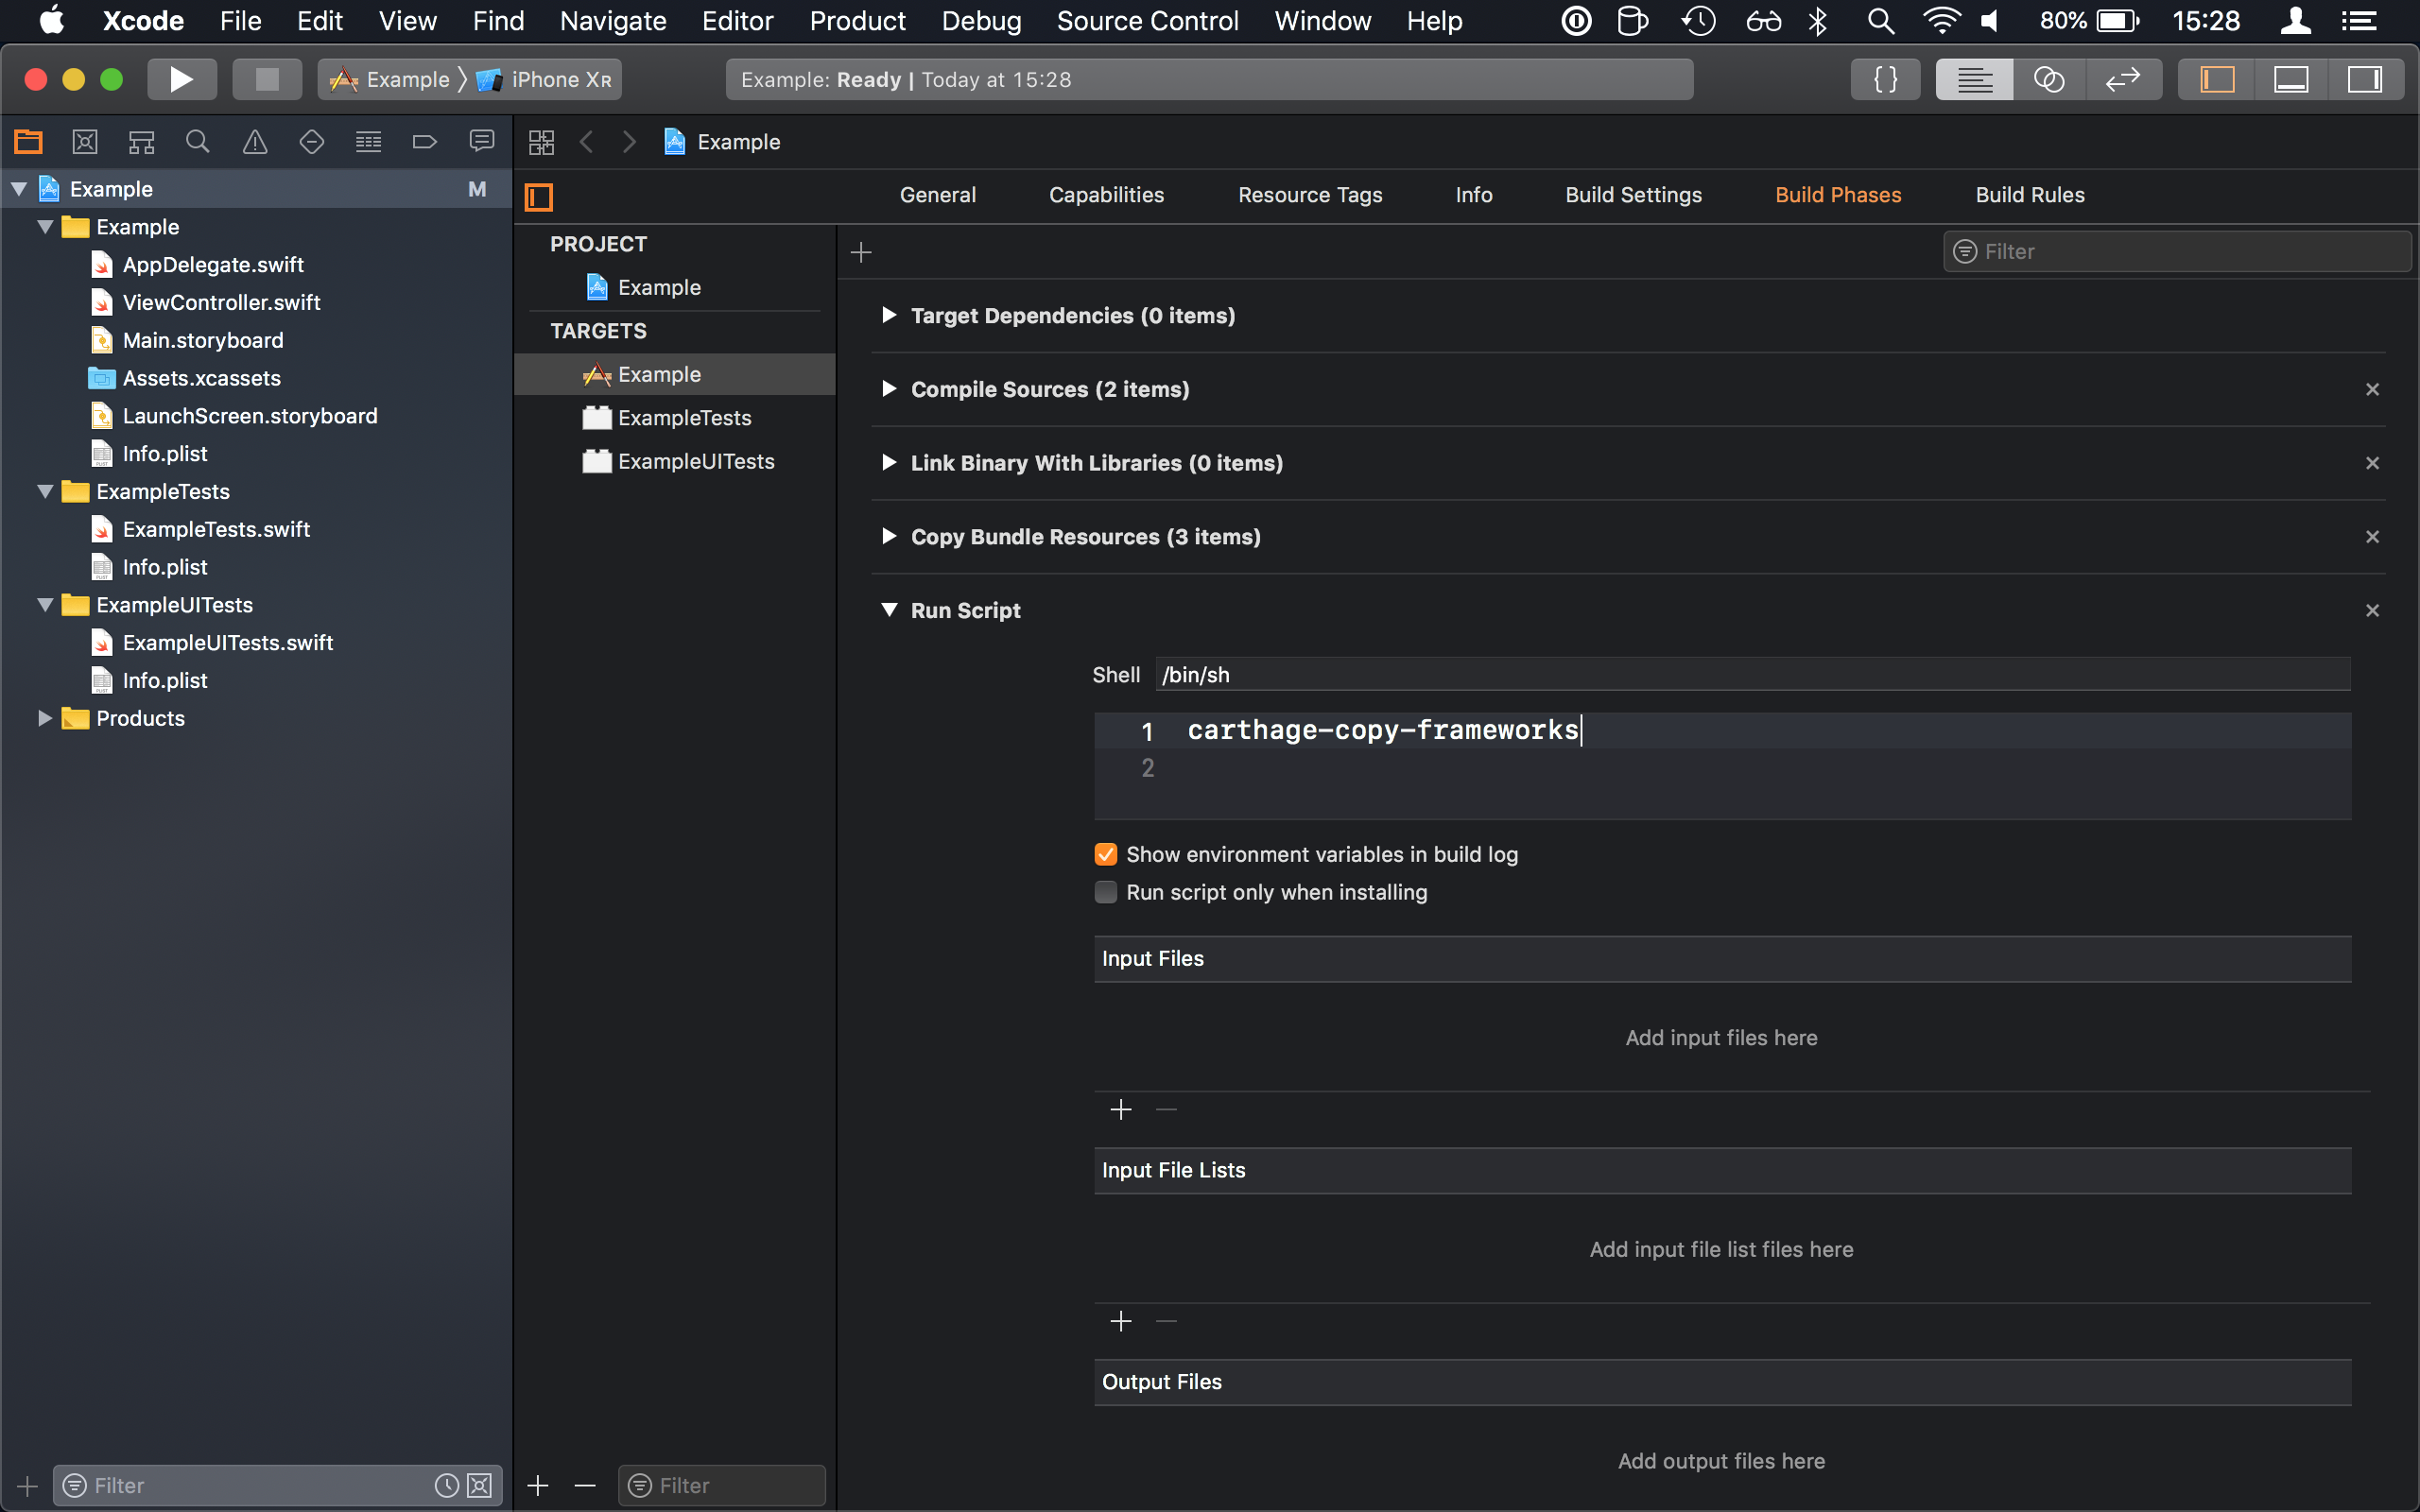 Xcode File Edit View Find Navigate Editor Product Debug Source Control Window Help 80% 15:28
Example iPhone XR
Example: Ready | Today at 15:28
{ }
Example
Example M
Example
AppDelegate.swift
ViewController.swift
Main.storyboard
Assets.xcassets
LaunchScreen.storyboard
Info.plist
ExampleTests
ExampleTests.swift
Info.plist
ExampleUITests
ExampleUITests.swift
Info.plist
Products
Filter
General Capabilities Resource Tags Info Build Settings Build Phases Build Rules
PROJECT
Example
TARGETS
Example
ExampleTests
ExampleUITests
Filter
Filter
Target Dependencies (0 items)
Compile Sources (2 items)
Link Binary With Libraries (0 items)
Copy Bundle Resources (3 items)
Run Script
Shell /bin/sh
1 carthage-copy-frameworks
2
Show environment variables in build log
Run script only when installing
Input Files
Add input files here
Input File Lists
Add input file list files here
Output Files
Add output files here